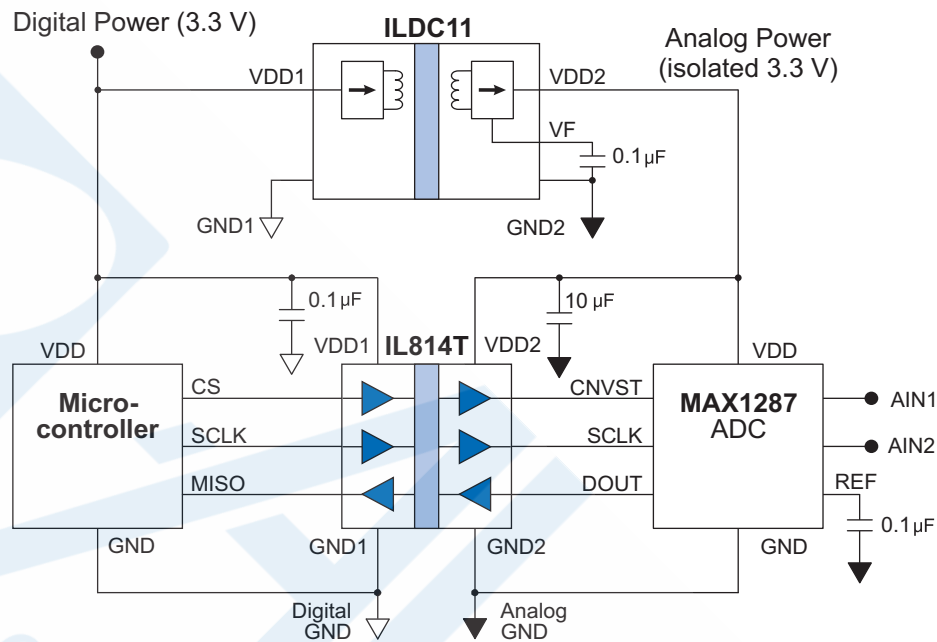 Digital Power (3.3 V)
ILDC11
Analog Power
(isolated 3.3 V)
VDD1
VDD2
VF
0.1 µF
GND1
GND2
0.1 µF
10 µF
VDD1
IL814T
VDD2
VDD
VDD
Micro-
controller
CS
SCLK
MISO
CNVST
SCLK
DOUT
MAX1287
ADC
AIN1
AIN2
REF
0.1 µF
GND
GND1
GND2
GND
Digital
GND
Analog
GND